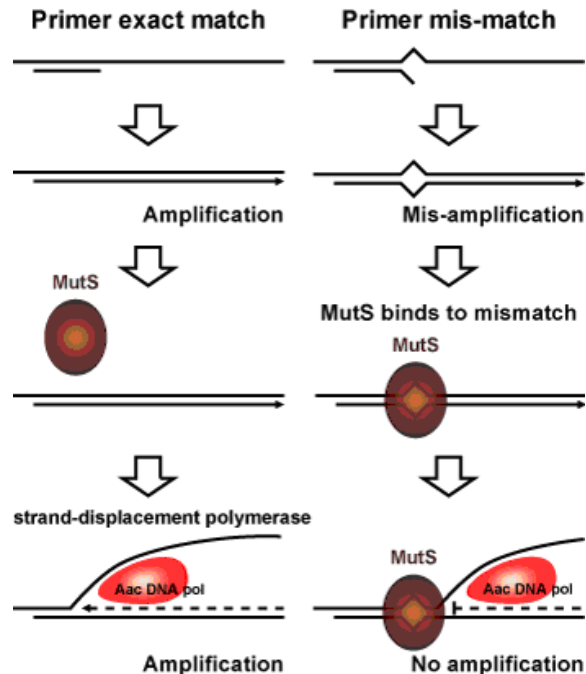 Primer exact match
Primer mis-match
Amplification
Mis-amplification
MutS
MutS binds to mismatch
MutS
strand-displacement polymerase
MutS
Aac DNA pol
Aac DNA pol
Amplification
No amplification